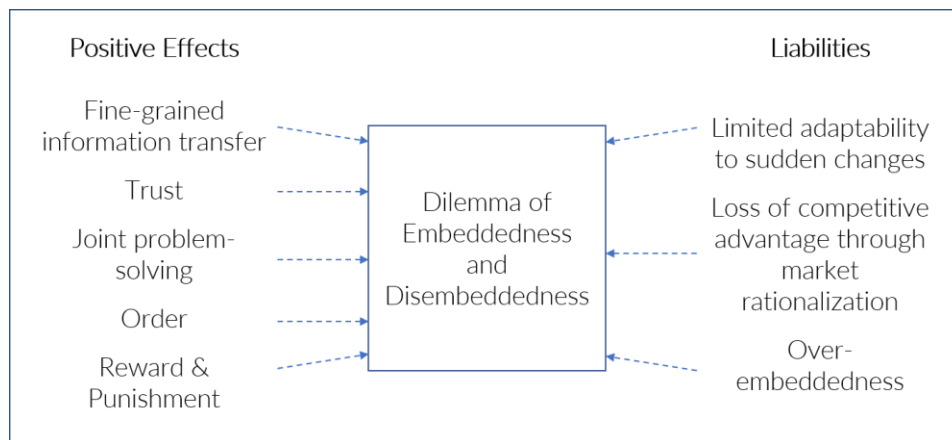 Positive Effects
Fine-grained
information transfer
Trust
Joint problem-
solving
Order
Reward &
Punishment
Dilemma of
Embeddedness
and
Disembeddedness
Liabilities
Limited adaptability
to sudden changes
Loss of competitive
advantage through
market
rationalization
Over-
embeddedness